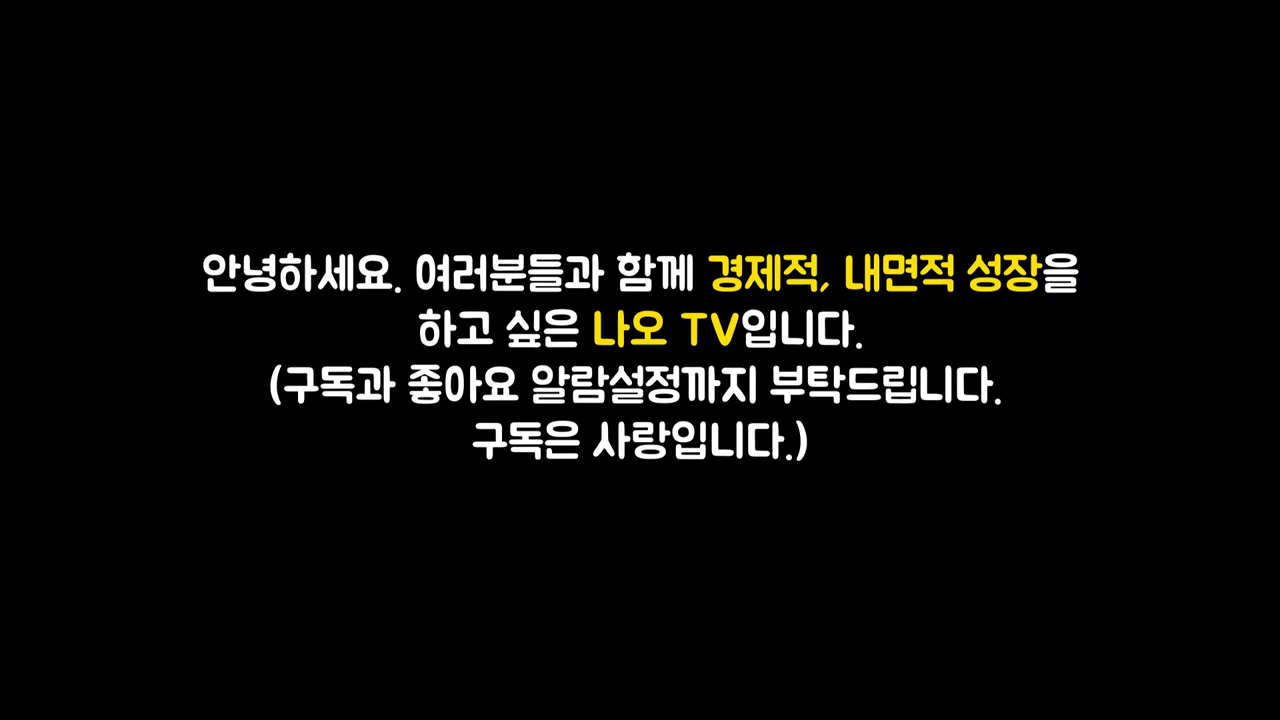 안녕하세요. 여러분들과 함께 경제적, 내면적 성장을
하고 싶은 나오 TV입니다.
(구독과 좋아요 알람설정까지 부탁드립니다.
구독은 사랑입니다.)